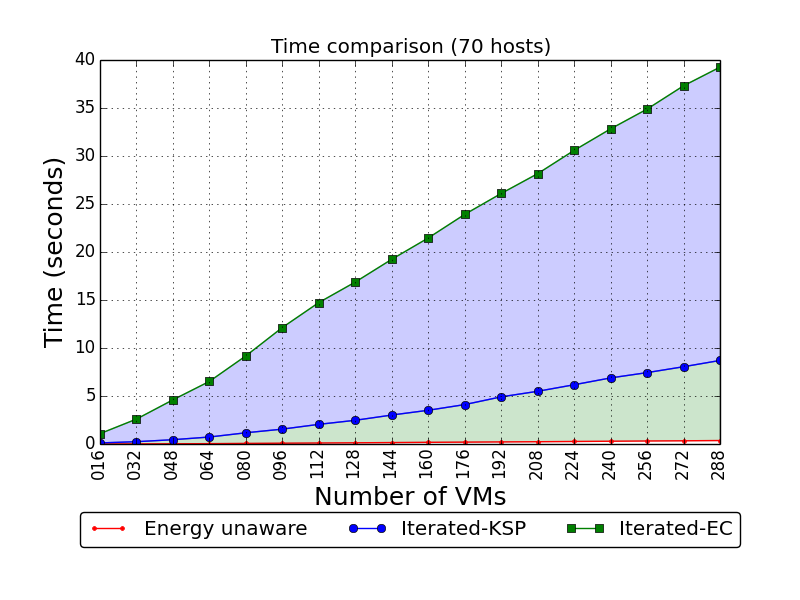 Time comparison (70 hosts)
40
35
30
25
20
15
10
5
0
Time (seconds)
016 032 048 064 080 096 112 128 144 160 176 192 208 224 240 256 272 288
Number of VMs
Energy unaware Iterated-KSP Iterated-EC